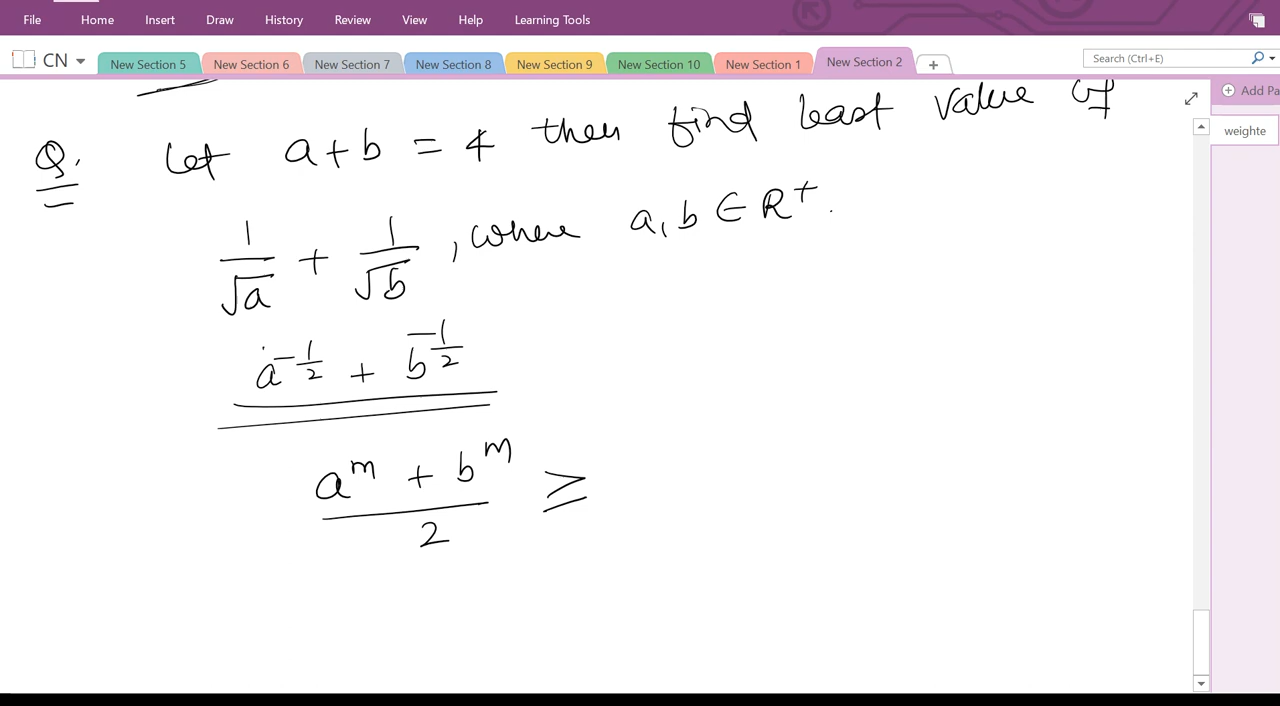 File Home Insert Draw History Review View Help Learning Tools
CN New Section 5 New Section 6 New Section 7 New Section 8 New Section 9 New Section 10 New Section 1 New Section 2 Search (Ctrl+E)
Add Pa
weighte
Q. Let a+b = 4 then find least value of
1/√a + 1/√b , where a,b ∈ R⁺.
a^{-1/2} + b^{-1/2}
(a^m + b^m)/2 ≥